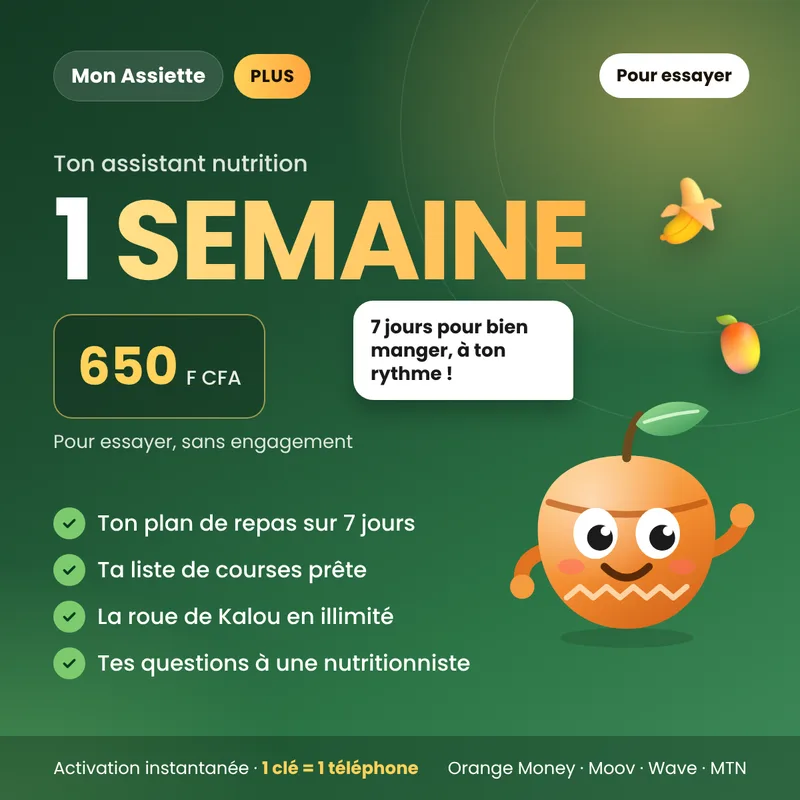 Mon Assiette
PLUS
Pour essayer
Ton assistant nutrition
1 SEMAINE
650 F CFA
7 jours pour bien
manger, à ton
rythme !
Pour essayer, sans engagement
Ton plan de repas sur 7 jours
Ta liste de courses prête
La roue de Kalou en illimité
Tes questions à une nutritionniste
Activation instantanée · 1 clé = 1 téléphone
Orange Money · Moov · Wave · MTN